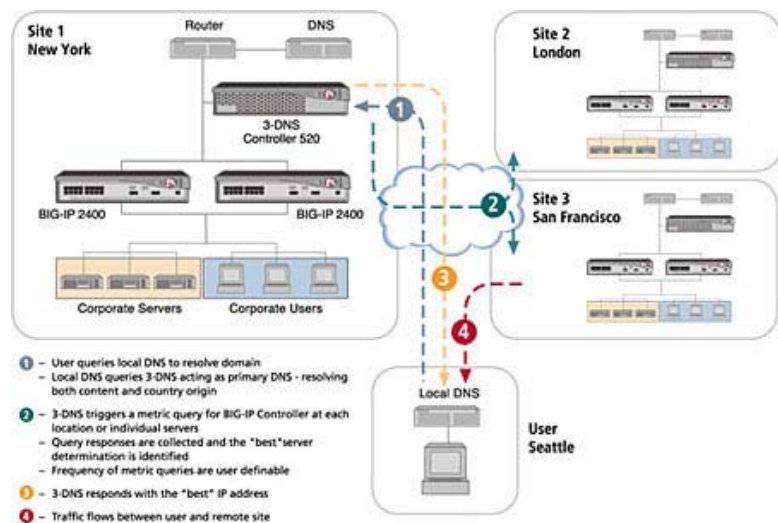 Site 1
New York
Router
DNS
3-DNS
Controller 520
BIG-IP 2400
BIG-IP 2400
Corporate Servers
Corporate Users
Site 2
London
Site 3
San Francisco
1
2
3
4
Local DNS
User
Seattle
1 – User queries local DNS to resolve domain
– Local DNS queries 3-DNS acting as primary DNS - resolving
both content and country origin
2 – 3-DNS triggers a metric query for BIG-IP Controller at each
location or individual servers
– Query responses are collected and the "best"server
determination is identified
– Frequency of metric queries are user definable
3 – 3-DNS responds with the "best" IP address
4 – Traffic flows between user and remote site